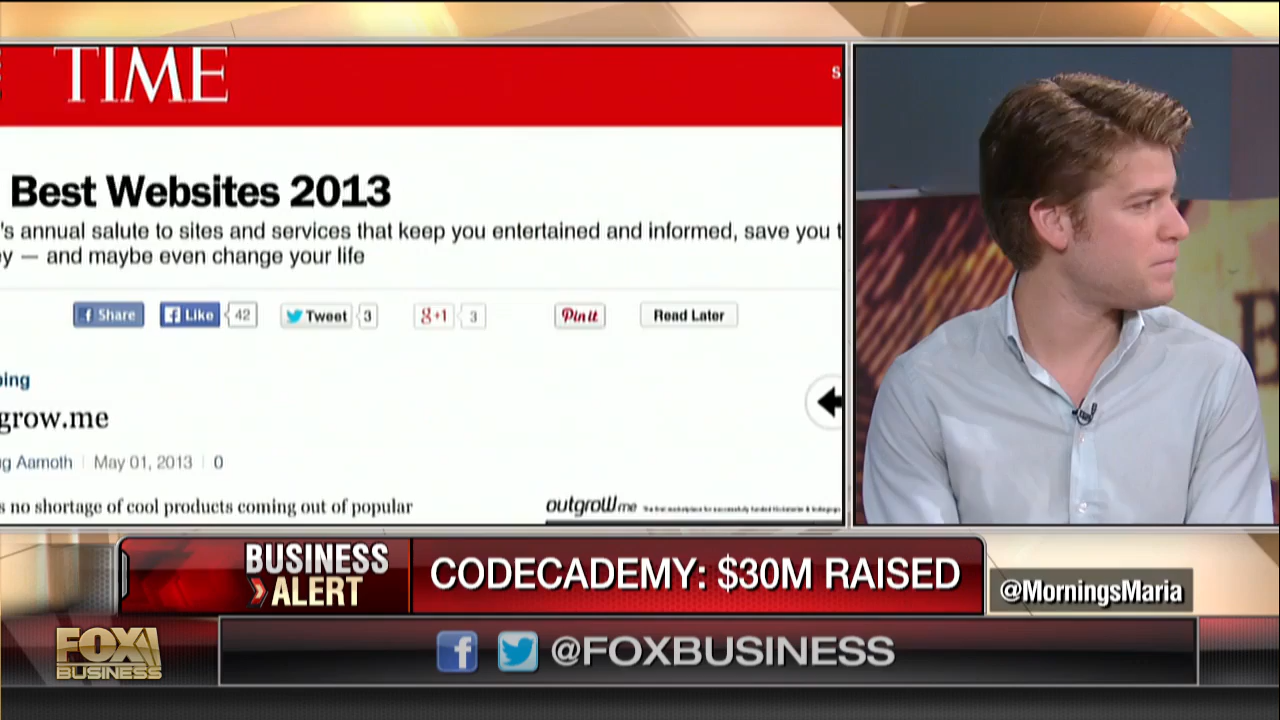 TIME
S
Best Websites 2013
's annual salute to sites and services that keep you entertained and informed, save you t
ey — and maybe even change your life
Share
Like 42
Tweet 3
g+1 3
Pin it
Read Later
ping
grow.me
ug Aamoth | May 01, 2013 | 0
s no shortage of cool products coming out of popular
outgrow.me
BUSINESS
ALERT
CODECADEMY: $30M RAISED
@MorningsMaria
FOX
BUSINESS
f
@FOXBUSINESS
B